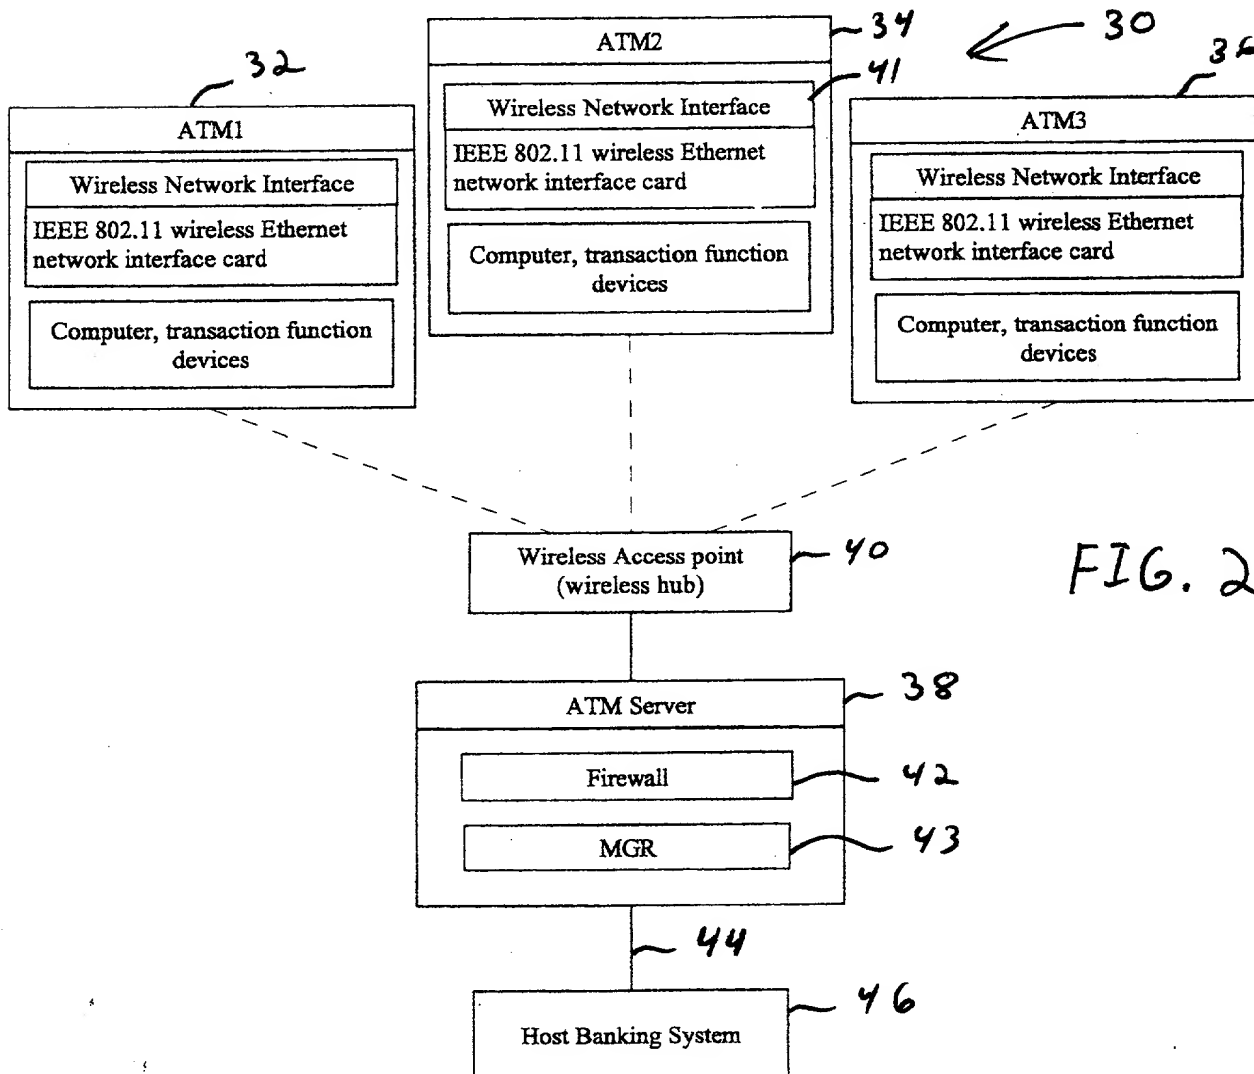 30
34
ATM2
41
Wireless Network Interface
IEEE 802.11 wireless Ethernet
network interface card
Computer, transaction function
devices
32
ATM1
Wireless Network Interface
IEEE 802.11 wireless Ethernet
network interface card
Computer, transaction function
devices
36
ATM3
Wireless Network Interface
IEEE 802.11 wireless Ethernet
network interface card
Computer, transaction function
devices
Wireless Access point
(wireless hub)
40
FIG. 2
ATM Server
38
Firewall
42
MGR
43
44
Host Banking System
46